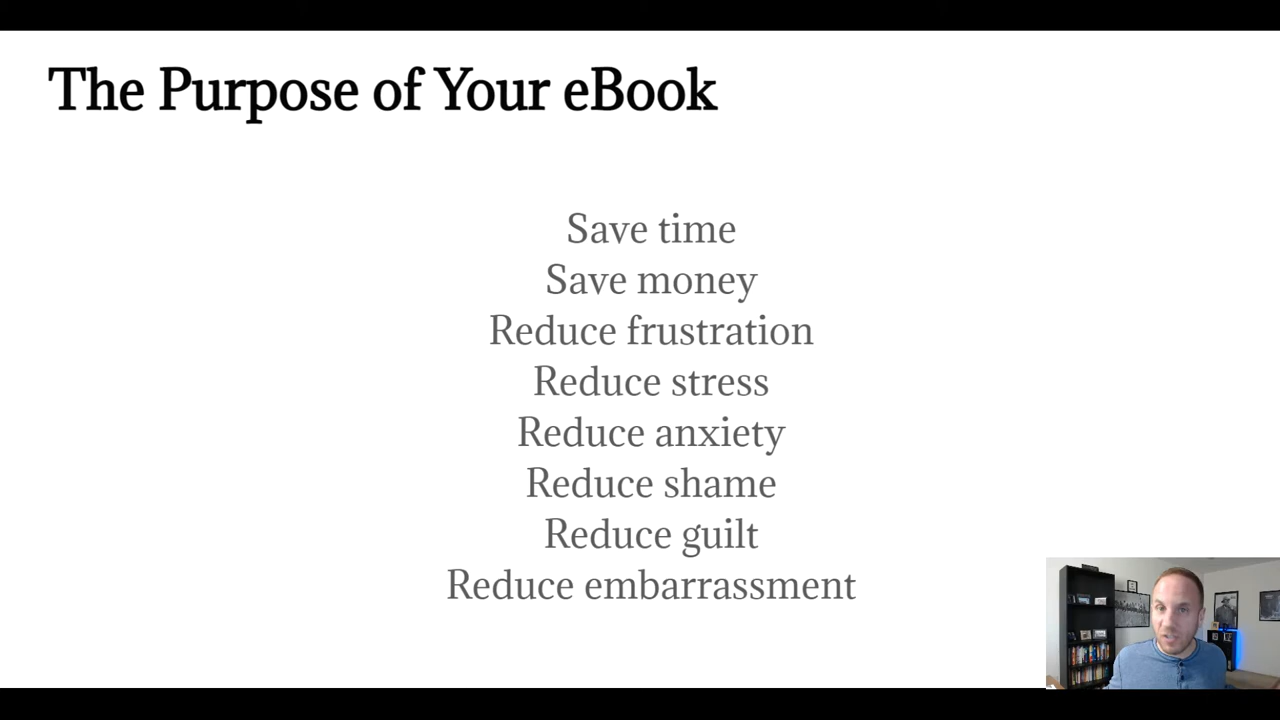 The Purpose of Your eBook
Save time
Save money
Reduce frustration
Reduce stress
Reduce anxiety
Reduce shame
Reduce guilt
Reduce embarrassment